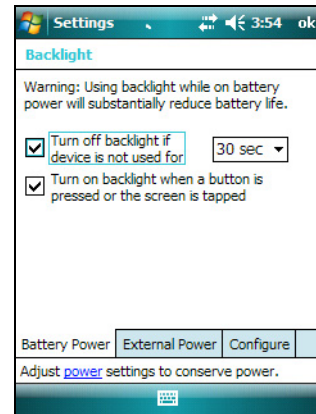 Settings 3:54 ok
Backlight
Warning: Using backlight while on battery
power will substantially reduce battery life.
Turn off backlight if
device is not used for 30 sec
Turn on backlight when a button is
pressed or the screen is tapped
Battery Power External Power Configure
Adjust power settings to conserve power.